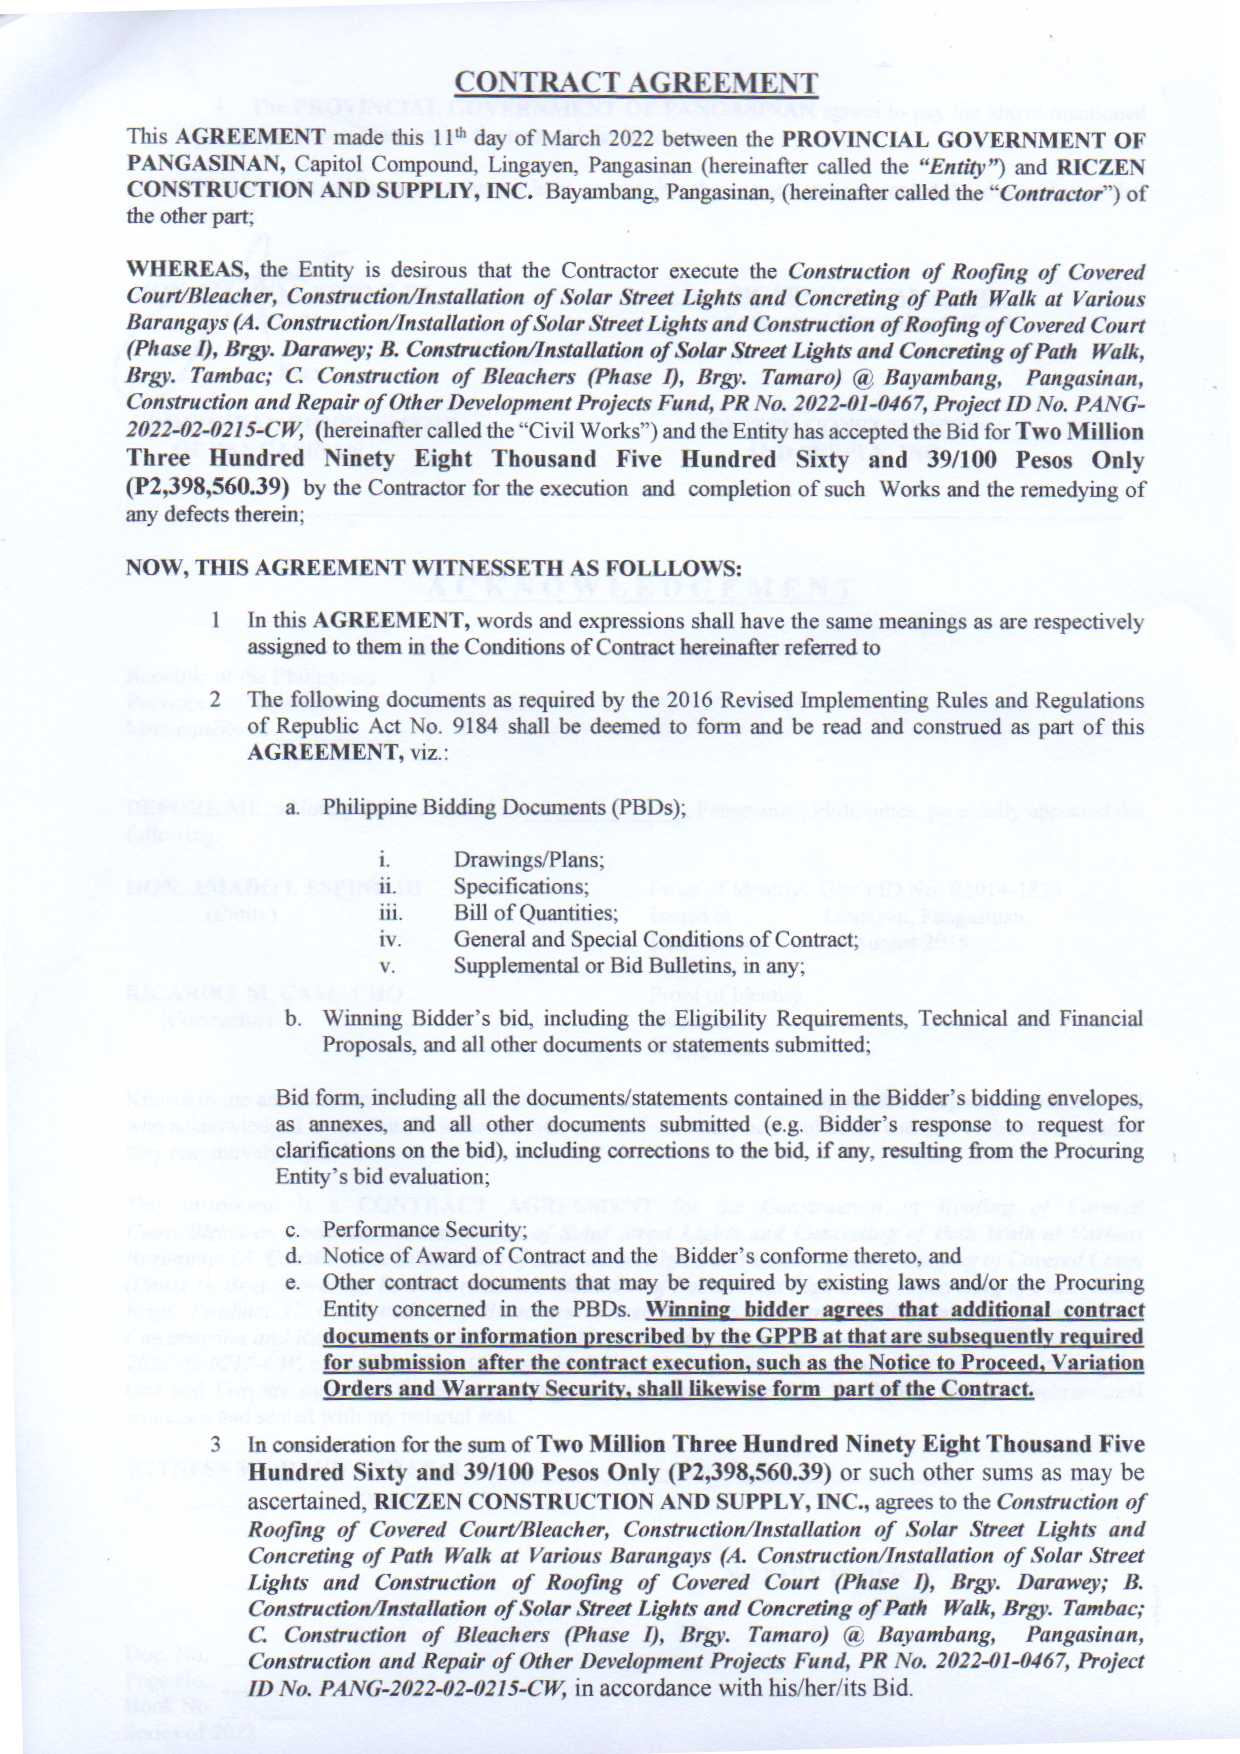 CONTRACT AGREEMENT
This AGREEMENT made this 11th day of March 2022 between the PROVINCIAL GOVERNMENT OF
PANGASINAN, Capitol Compound, Lingayen, Pangasinan (hereinafter called the “Entity”) and RICZEN
CONSTRUCTION AND SUPPLIY, INC. Bayambang, Pangasinan, (hereinafter called the “Contractor”) of
the other part;
WHEREAS, the Entity is desirous that the Contractor execute the Construction of Roofing of Covered
Court/Bleacher, Construction/Installation of Solar Street Lights and Concreting of Path Walk at Various
Barangays (A. Construction/Installation of Solar Street Lights and Construction of Roofing of Covered Court
(Phase I), Brgy. Darawey; B. Construction/Installation of Solar Street Lights and Concreting of Path Walk,
Brgy. Tambac; C. Construction of Bleachers (Phase I), Brgy. Tamaro) @ Bayambang, Pangasinan,
Construction and Repair of Other Development Projects Fund, PR No. 2022-01-0467, Project ID No. PANG-
2022-02-0215-CW, (hereinafter called the “Civil Works”) and the Entity has accepted the Bid for Two Million
Three Hundred Ninety Eight Thousand Five Hundred Sixty and 39/100 Pesos Only
(P2,398,560.39) by the Contractor for the execution and completion of such Works and the remedying of
any defects therein;
NOW, THIS AGREEMENT WITNESSETH AS FOLLLOWS:
1 In this AGREEMENT, words and expressions shall have the same meanings as are respectively
assigned to them in the Conditions of Contract hereinafter referred to
2 The following documents as required by the 2016 Revised Implementing Rules and Regulations
of Republic Act No. 9184 shall be deemed to form and be read and construed as part of this
AGREEMENT, viz.:
a. Philippine Bidding Documents (PBDs);
i. Drawings/Plans;
ii. Specifications;
iii. Bill of Quantities;
iv. General and Special Conditions of Contract;
v. Supplemental or Bid Bulletins, in any;
b. Winning Bidder’s bid, including the Eligibility Requirements, Technical and Financial
Proposals, and all other documents or statements submitted;
Bid form, including all the documents/statements contained in the Bidder’s bidding envelopes,
as annexes, and all other documents submitted (e.g. Bidder’s response to request for
clarifications on the bid), including corrections to the bid, if any, resulting from the Procuring
Entity’s bid evaluation;
c. Performance Security;
d. Notice of Award of Contract and the Bidder’s conforme thereto, and
e. Other contract documents that may be required by existing laws and/or the Procuring
Entity concerned in the PBDs. Winning bidder agrees that additional contract
documents or information prescribed by the GPPB at that are subsequently required
for submission after the contract execution, such as the Notice to Proceed, Variation
Orders and Warranty Security, shall likewise form part of the Contract.
3 In consideration for the sum of Two Million Three Hundred Ninety Eight Thousand Five
Hundred Sixty and 39/100 Pesos Only (P2,398,560.39) or such other sums as may be
ascertained, RICZEN CONSTRUCTION AND SUPPLY, INC., agrees to the Construction of
Roofing of Covered Court/Bleacher, Construction/Installation of Solar Street Lights and
Concreting of Path Walk at Various Barangays (A. Construction/Installation of Solar Street
Lights and Construction of Roofing of Covered Court (Phase I), Brgy. Darawey; B.
Construction/Installation of Solar Street Lights and Concreting of Path Walk, Brgy. Tambac;
C. Construction of Bleachers (Phase I), Brgy. Tamaro) @ Bayambang, Pangasinan,
Construction and Repair of Other Development Projects Fund, PR No. 2022-01-0467, Project
ID No. PANG-2022-02-0215-CW, in accordance with his/her/its Bid.